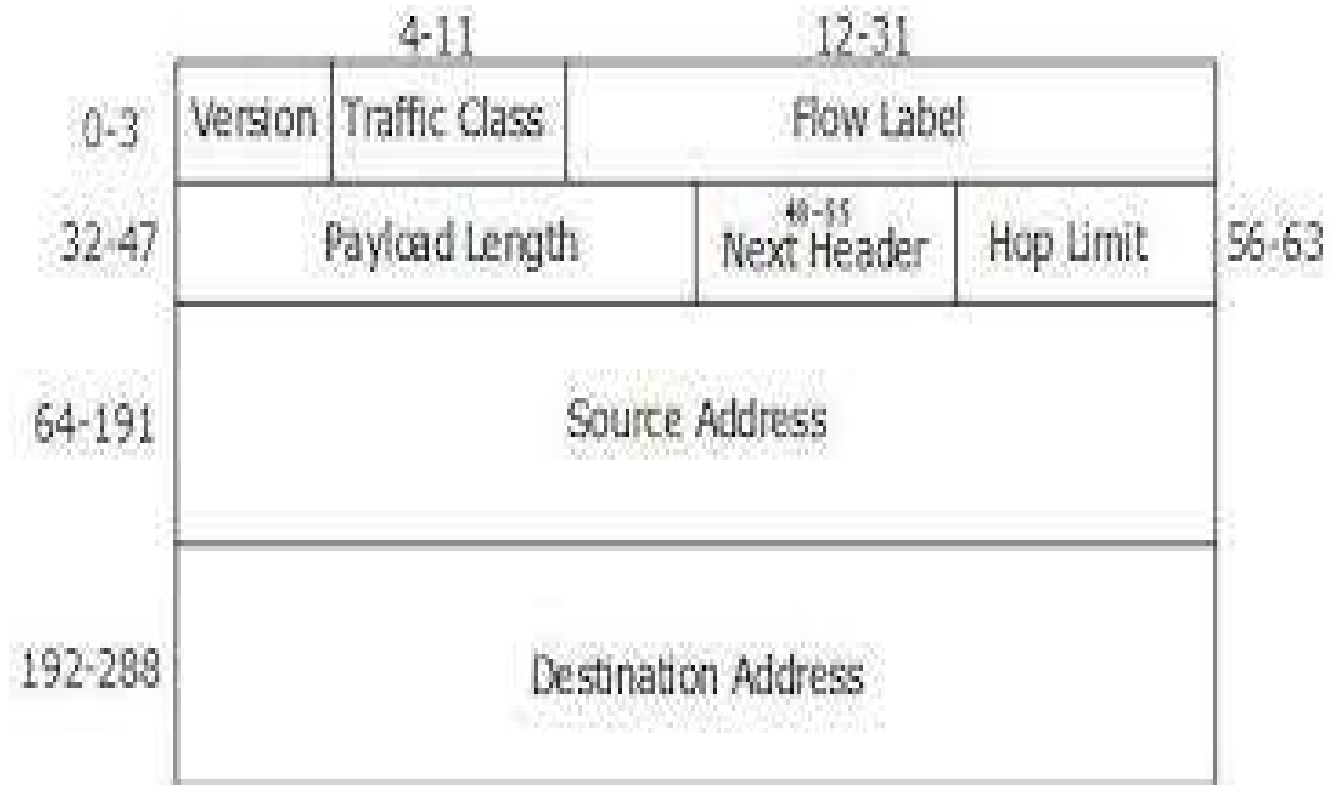 4-11 12-31
0-3 Version Traffic Class Flow Label
48-55
32-47 Payload Length Next Header Hop Limit 56-63
64-191 Source Address
192-288 Destination Address